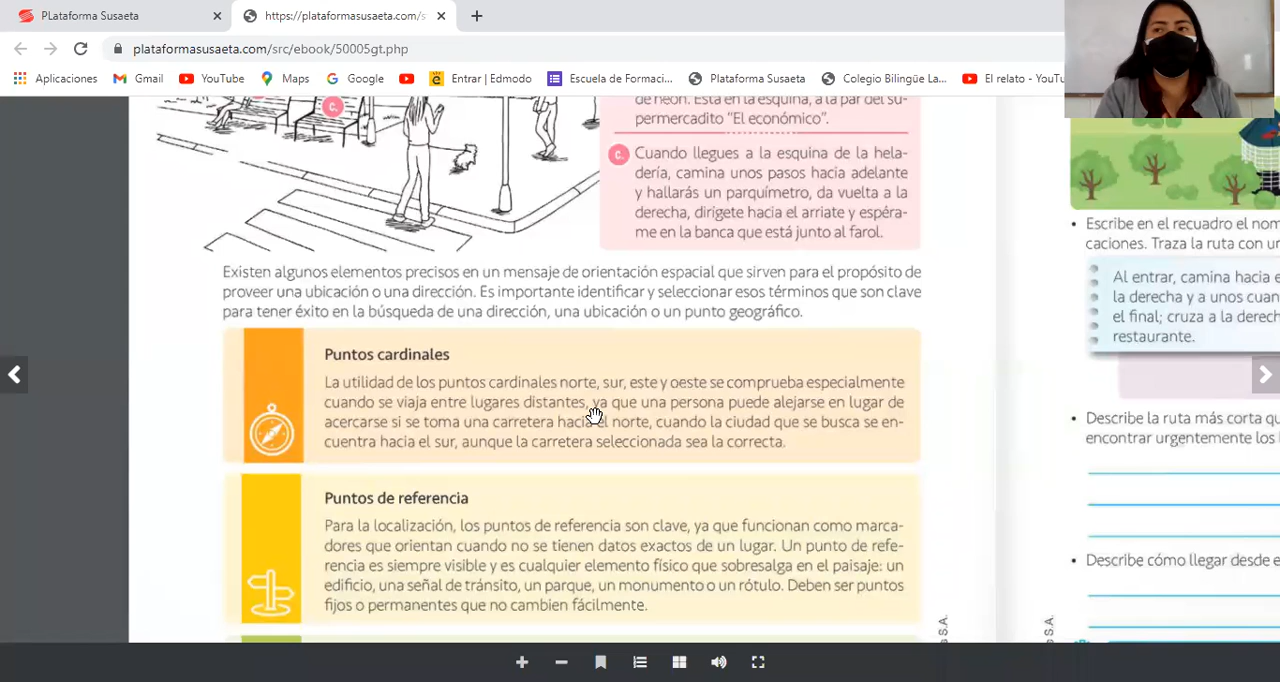 PLataforma Susaeta
https://plataformasusaeta.com/s
plataformasusaeta.com/src/ebook/50005gt.php
Aplicaciones Gmail YouTube Maps Google Entrar | Edmodo Escuela de Formaci... Plataforma Susaeta Colegio Bilingüe La... El relato - YouTu
c.
de neón. Está en la esquina, a la par del su-
permercadito "El económico".
c.
Cuando llegues a la esquina de la hela-
dería, camina unos pasos hacia adelante
y hallarás un parquímetro, da vuelta a la
derecha, dirígete hacia el arriate y espéra-
me en la banca que está junto al farol.
Existen algunos elementos precisos en un mensaje de orientación espacial que sirven para el propósito de
proveer una ubicación o una dirección. Es importante identificar y seleccionar esos términos que son clave
para tener éxito en la búsqueda de una dirección, una ubicación o un punto geográfico.
Puntos cardinales
La utilidad de los puntos cardinales norte, sur, este y oeste se comprueba especialmente
cuando se viaja entre lugares distantes, ya que una persona puede alejarse en lugar de
acercarse si se toma una carretera hacia el norte, cuando la ciudad que se busca se en-
cuentra hacia el sur, aunque la carretera seleccionada sea la correcta.
Puntos de referencia
Para la localización, los puntos de referencia son clave, ya que funcionan como marca-
dores que orientan cuando no se tienen datos exactos de un lugar. Un punto de refe-
rencia es siempre visible y es cualquier elemento físico que sobresalga en el paisaje: un
edificio, una señal de tránsito, un parque, un monumento o un rótulo. Deben ser puntos
fijos o permanentes que no cambien fácilmente.
s S.A.
• Escribe en el recuadro el nom
caciones. Traza la ruta con u
Al entrar, camina hacia e
la derecha y a unos cuan
el final; cruza a la derech
restaurante.
• Describe la ruta más corta qu
encontrar urgentemente los
• Describe cómo llegar desde e
s S.A.